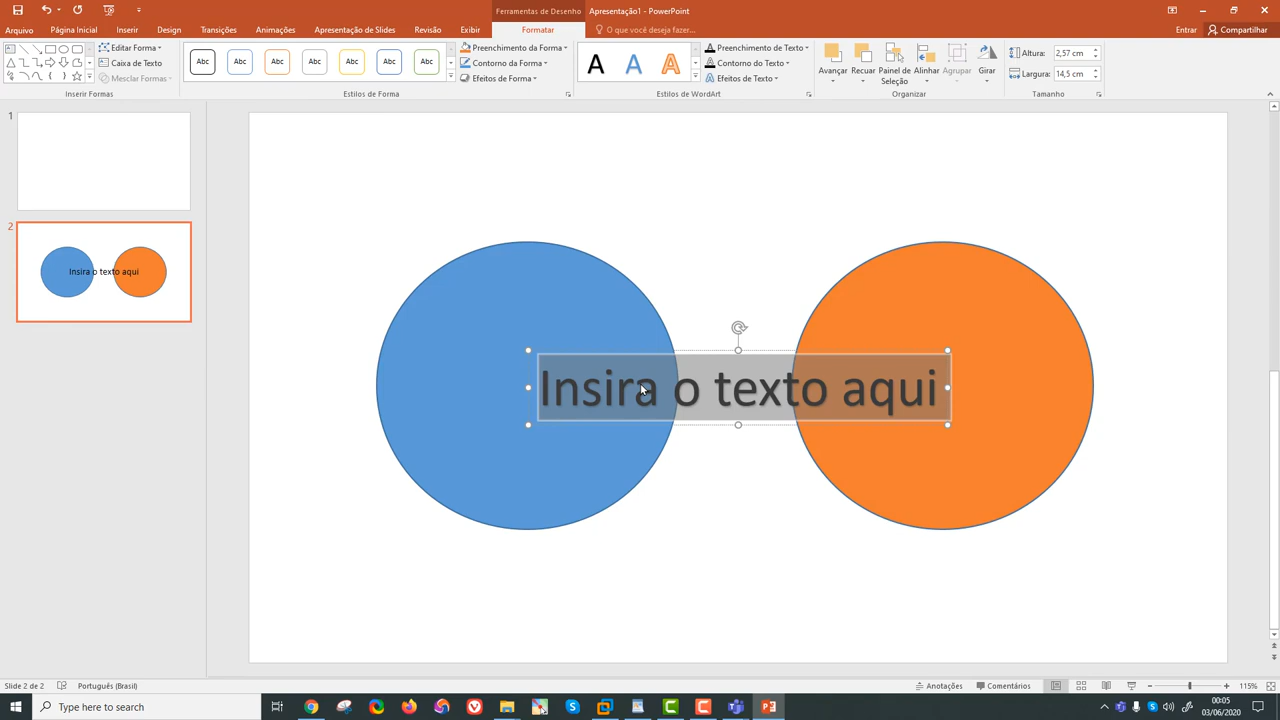 Ferramentas de Desenho
Apresentação1 - PowerPoint
Arquivo
Página Inicial
Inserir
Design
Transições
Animações
Apresentação de Slides
Revisão
Exibir
Formatar
O que você deseja fazer...
Entrar
Compartilhar
Editar Forma
Caixa de Texto
Mesclar Formas
Inserir Formas
Abc
Abc
Abc
Abc
Abc
Abc
Abc
Preenchimento da Forma
Contorno da Forma
Efeitos de Forma
Estilos de Forma
A
A
A
Preenchimento de Texto
Contorno do Texto
Efeitos de Texto
Estilos de WordArt
Avançar
Recuar
Painel de
Seleção
Alinhar
Agrupar
Girar
Organizar
Altura:
2,57 cm
Largura:
14,5 cm
Tamanho
1
2
Insira o texto aqui
Insira o texto aqui
Slide 2 de 2
Português (Brasil)
Anotações
Comentários
115%
Type here to search
00:05
03/06/2020